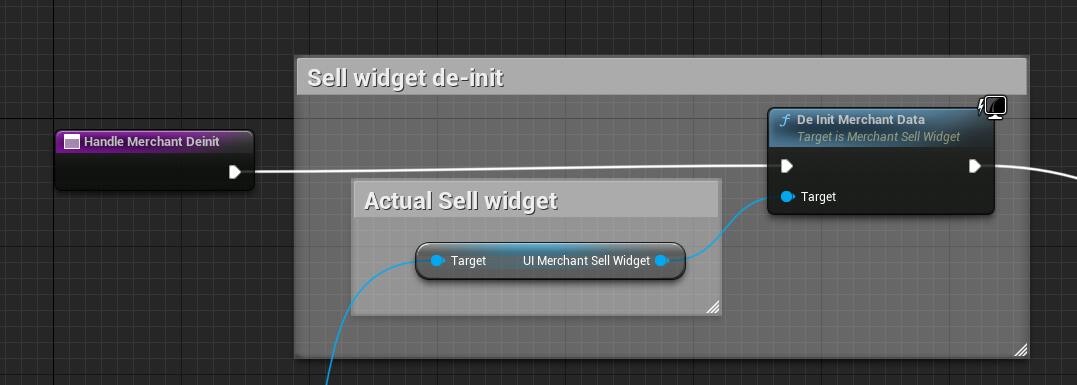 Sell widget de-init
Handle Merchant Deinit
f De Init Merchant Data
Target is Merchant Sell Widget
Target
Actual Sell widget
Target UI Merchant Sell Widget